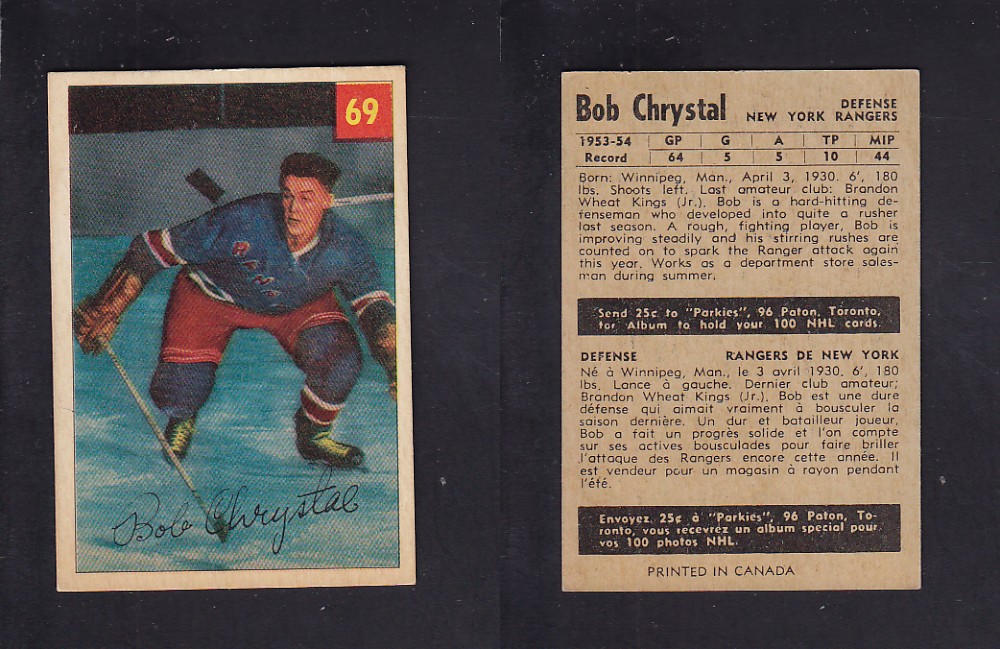 69
RANGE
Bob Chrystal
Bob Chrystal
DEFENSE
NEW YORK RANGERS
1953-54 GP G A TP MIP
Record 64 5 5 10 44
Born: Winnipeg, Man., April 3, 1930. 6', 180
lbs. Shoots left. Last amateur club: Brandon
Wheat Kings (Jr.). Bob is a hard-hitting de-
fenseman who developed into quite a rusher
last season. A rough, fighting player, Bob is
improving steadily and his stirring rushes are
counted on to spark the Ranger attack again
this year. Works as a department store sales-
man during summer.
Send 25c to "Parkies", 96 Paton, Toronto,
for Album to hold your 100 NHL cards.
DEFENSE RANGERS DE NEW YORK
Né à Winnipeg, Man., le 3 avril 1930. 6', 180
lbs. Lance à gauche. Dernier club amateur;
Brandon Wheat Kings (Jr.). Bob est une dure
défense qui aimait vraiment à bousculer la
saison dernière. Un dur et batailleur joueur,
Bob a fait un progrès solide et l'on compte
sur ses actives bousculades pour faire briller
l'attaque des Rangers encore cette année. Il
est vendeur pour un magasin à rayon pendant
l'été.
Envoyez 25¢ à "Parkies", 96 Paton, To-
ronto, vous recevrez un album special pour
vos 100 photos NHL.
PRINTED IN CANADA